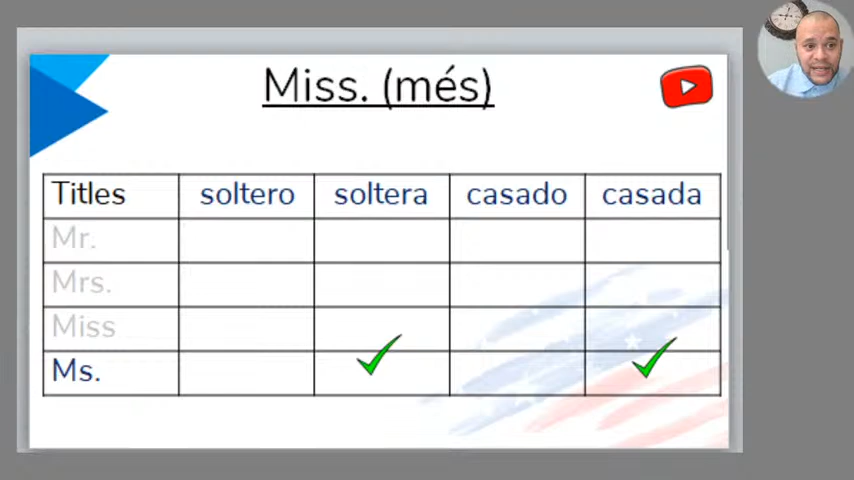 Miss. (més)
Titles soltero soltera casado casada
Mr.
Mrs.
Miss
Ms.